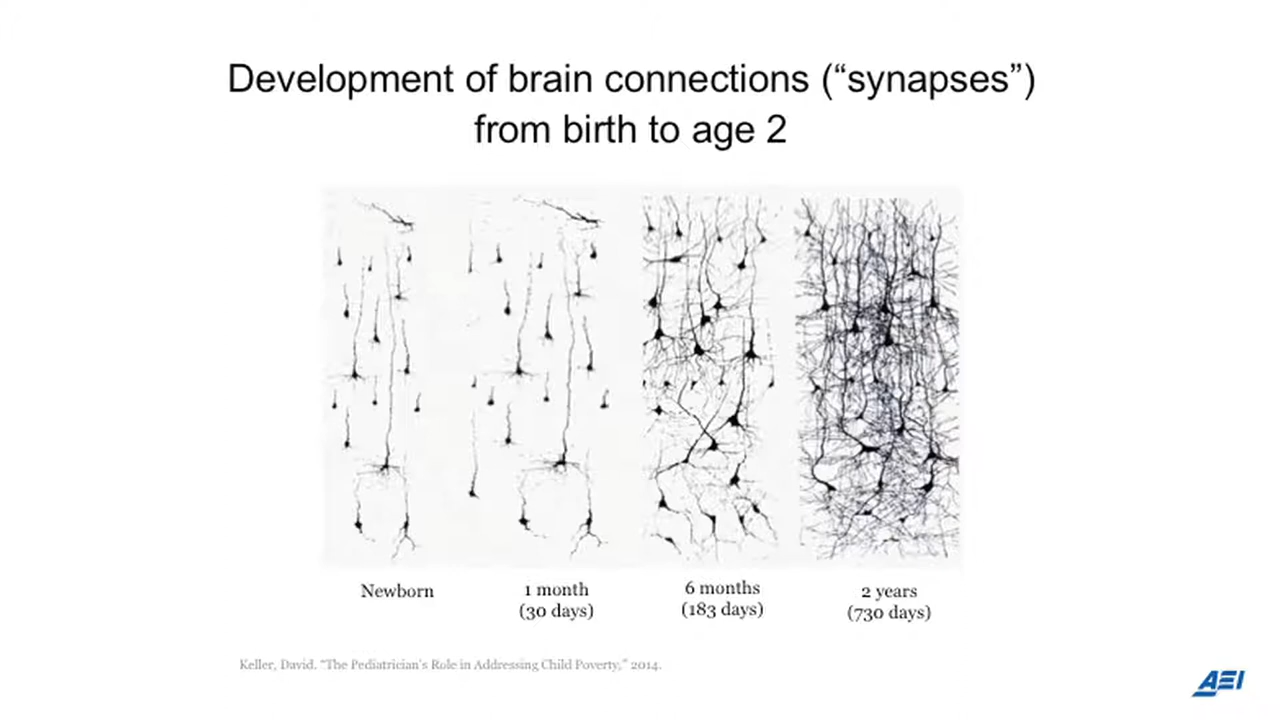 Development of brain connections (“synapses”)
from birth to age 2
Newborn
1 month
(30 days)
6 months
(183 days)
2 years
(730 days)
Keller, David. “The Pediatrician’s Role in Addressing Child Poverty,” 2014.
AEI